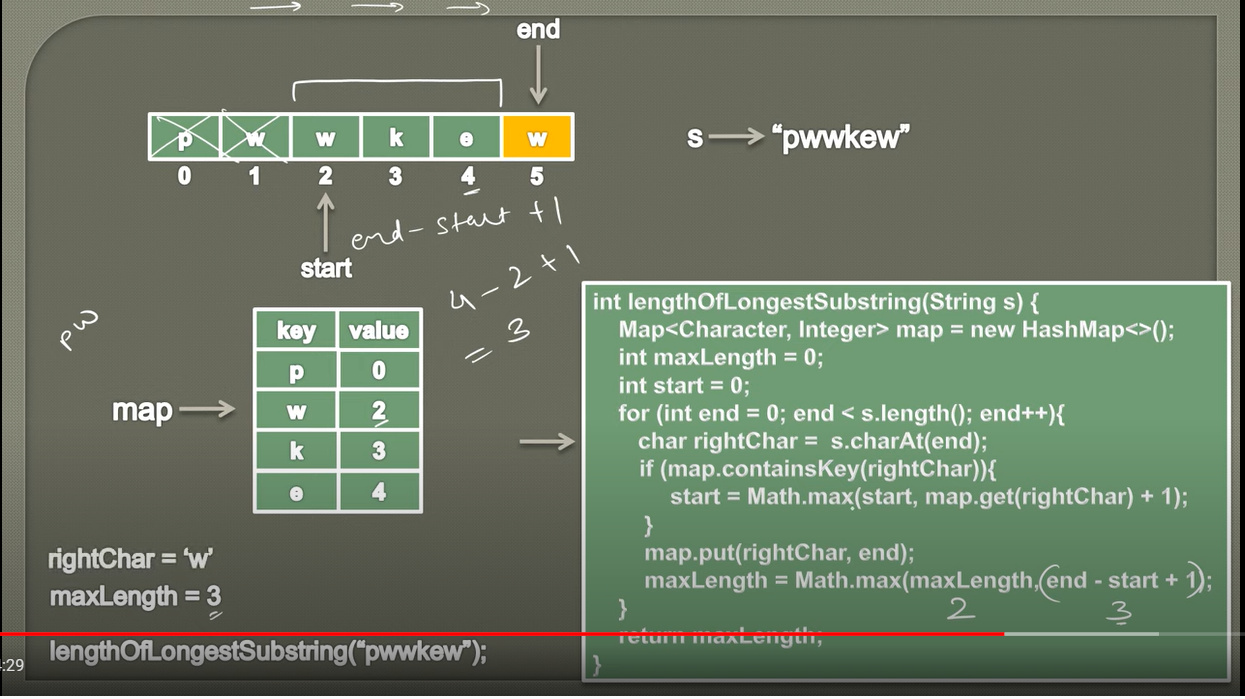 end
p w w k e w
0 1 2 3 4 5
s "pwwkew"
end - start + 1
start
4 - 2 + 1
= 3
pw
key value
p 0
w 2
k 3
e 4
map
rightChar = ‘w’
maxLength = 3
lengthOfLongestSubstring(“pwwkew”);
int lengthOfLongestSubstring(String s) {
Map<Character, Integer> map = new HashMap<>();
int maxLength = 0;
int start = 0;
for (int end = 0; end < s.length(); end++){
char rightChar = s.charAt(end);
if (map.containsKey(rightChar)){
start = Math.max(start, map.get(rightChar) + 1);
}
map.put(rightChar, end);
maxLength = Math.max(maxLength, end - start + 1);
2 3
}
return maxLength;
}
:29